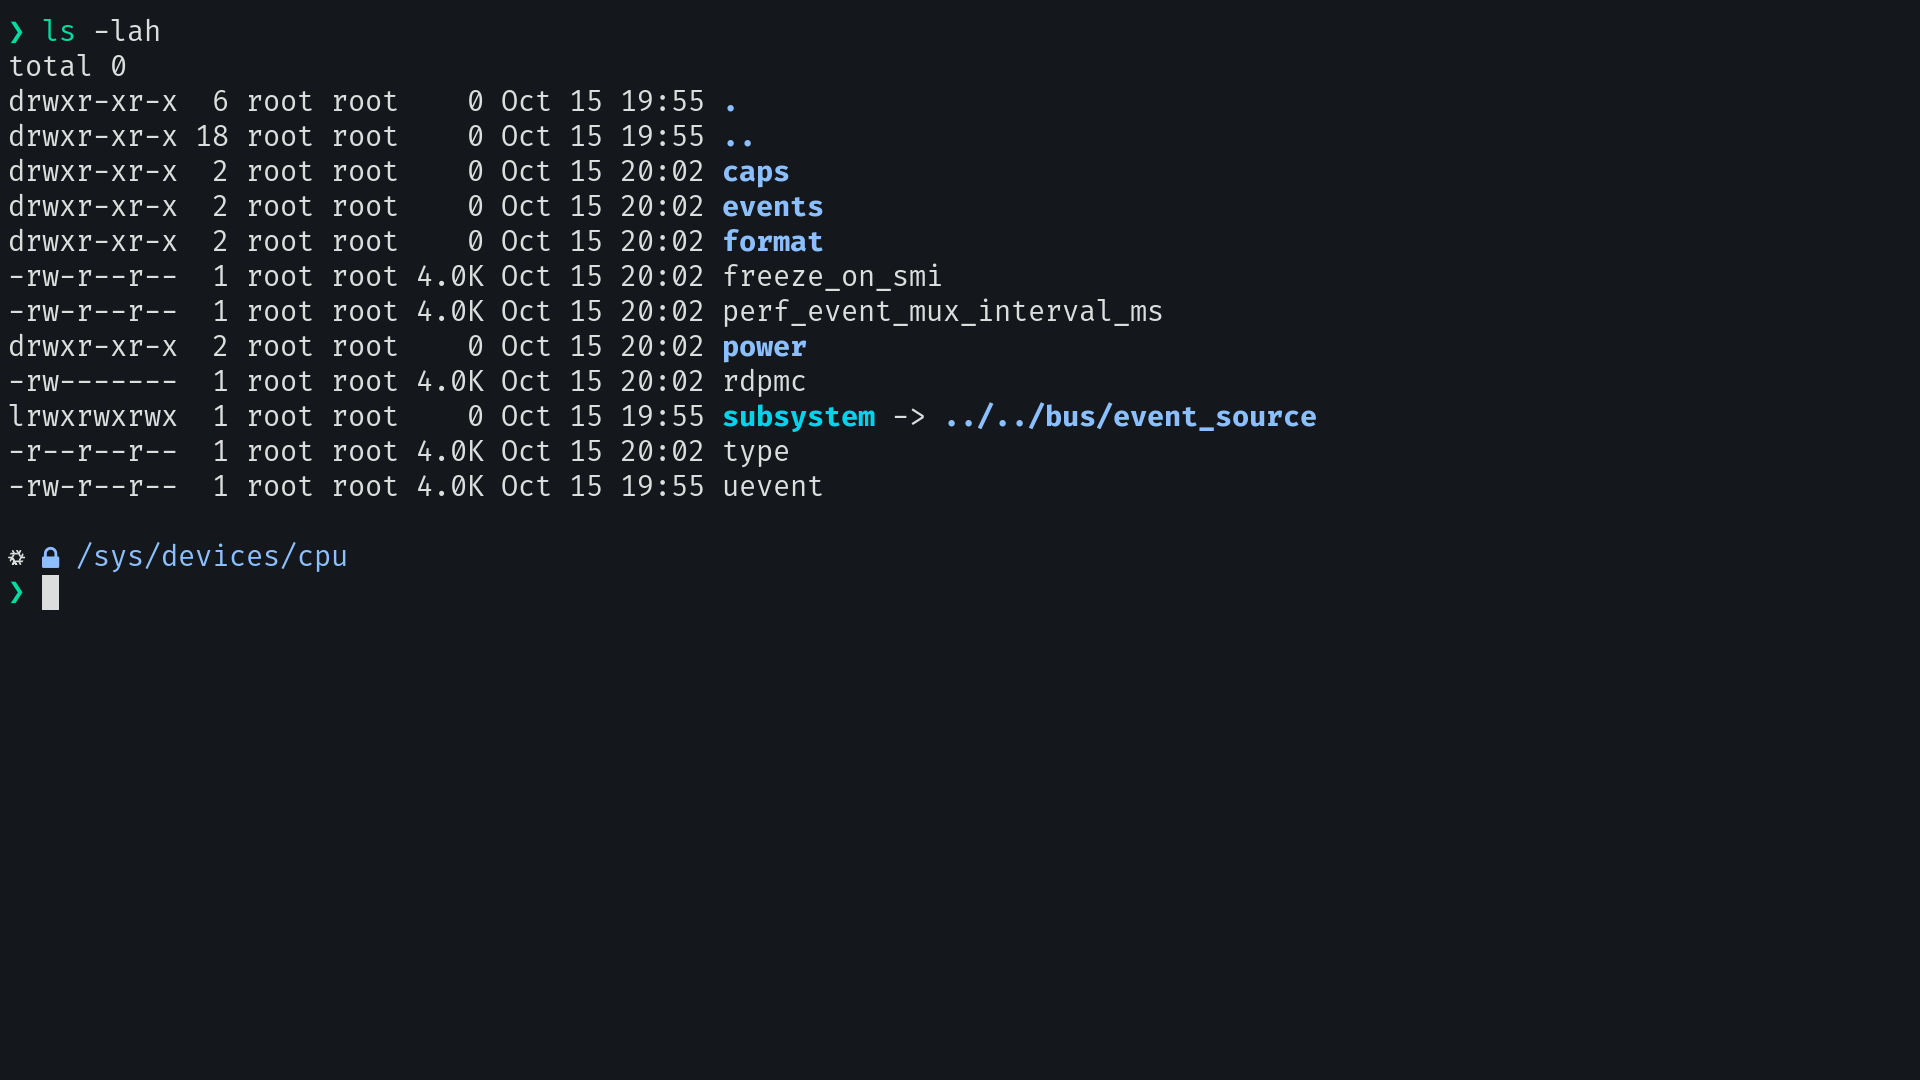 ❯ ls -lah
total 0
drwxr-xr-x  6 root root    0 Oct 15 19:55 .
drwxr-xr-x 18 root root    0 Oct 15 19:55 ..
drwxr-xr-x  2 root root    0 Oct 15 20:02 caps
drwxr-xr-x  2 root root    0 Oct 15 20:02 events
drwxr-xr-x  2 root root    0 Oct 15 20:02 format
-rw-r--r--  1 root root 4.0K Oct 15 20:02 freeze_on_smi
-rw-r--r--  1 root root 4.0K Oct 15 20:02 perf_event_mux_interval_ms
drwxr-xr-x  2 root root    0 Oct 15 20:02 power
-rw-------  1 root root 4.0K Oct 15 20:02 rdpmc
lrwxrwxrwx  1 root root    0 Oct 15 19:55 subsystem -> ../../bus/event_source
-r--r--r--  1 root root 4.0K Oct 15 20:02 type
-rw-r--r--  1 root root 4.0K Oct 15 19:55 uevent
/sys/devices/cpu
❯